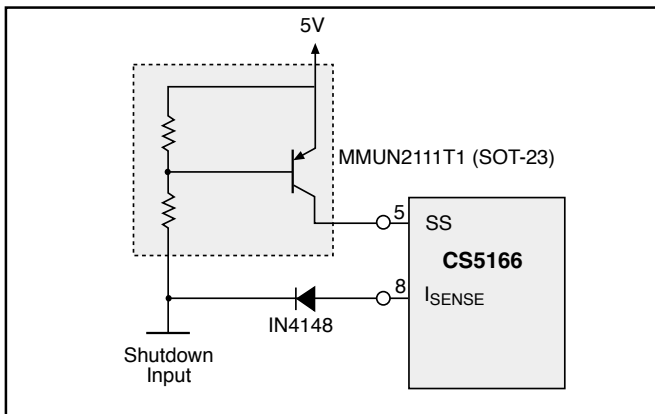 5V
MMUN2111T1 (SOT-23)
5
SS
CS5166
8
ISENSE
IN4148
Shutdown
Input